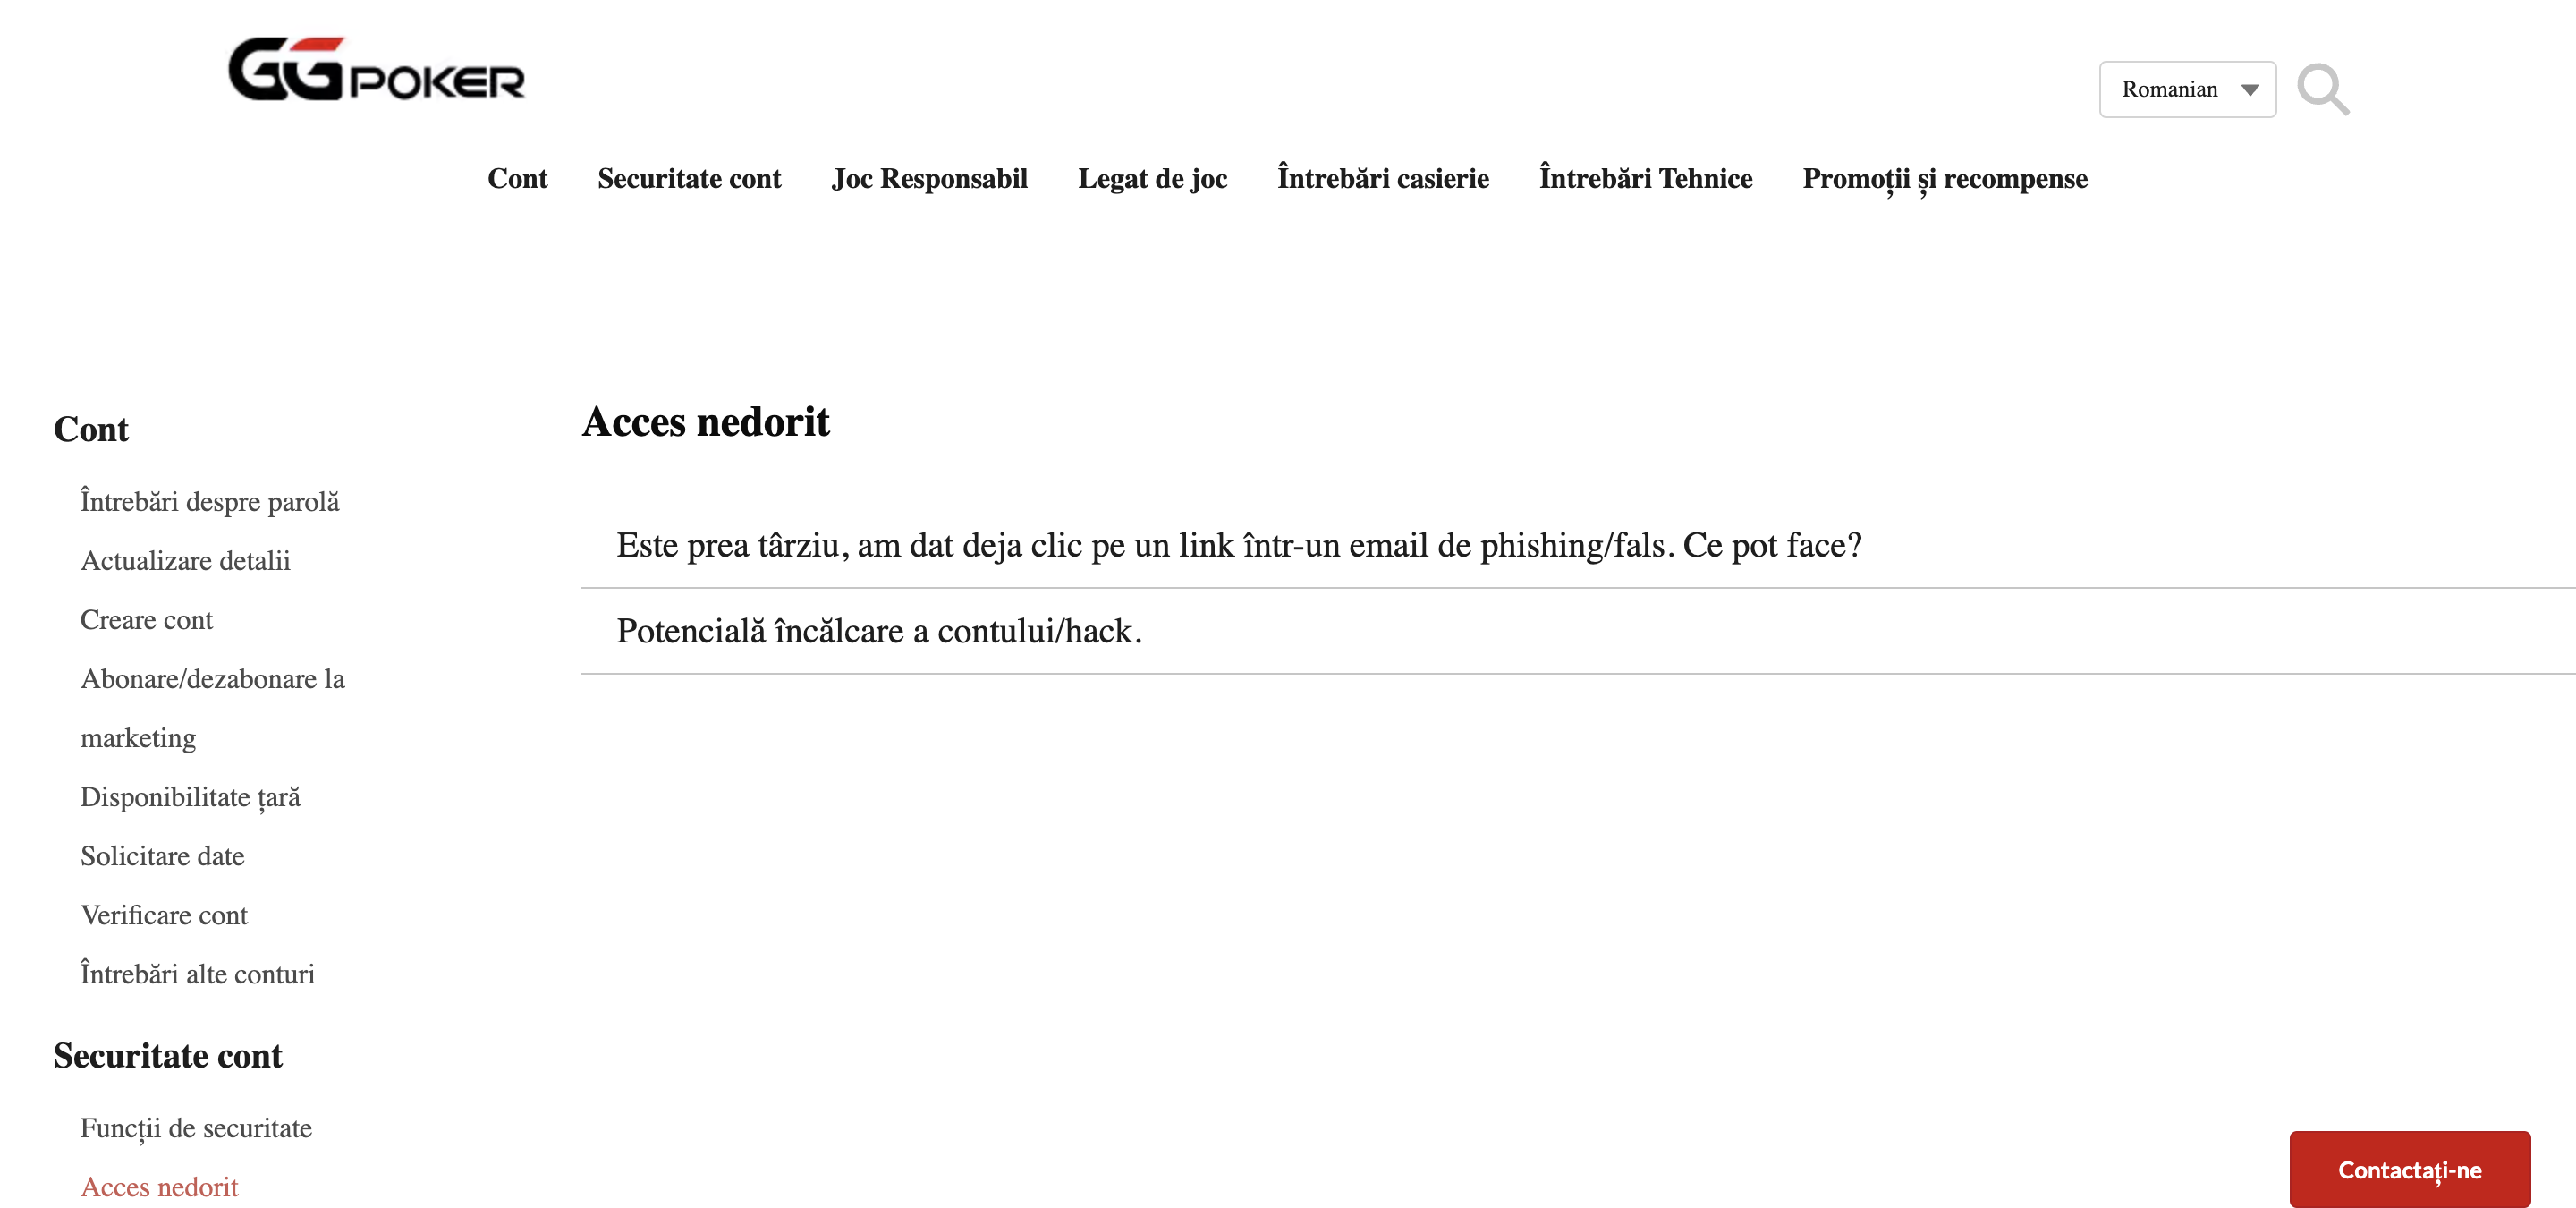 GGPOKER
Romanian
Cont Securitate cont Joc Responsabil Legat de joc Întrebări casierie Întrebări Tehnice Promoții și recompense
Cont
Întrebări despre parolă
Actualizare detalii
Creare cont
Abonare/dezabonare la
marketing
Disponibilitate țară
Solicitare date
Verificare cont
Întrebări alte conturi
Securitate cont
Funcții de securitate
Acces nedorit
Acces nedorit
Este prea târziu, am dat deja clic pe un link într-un email de phishing/fals. Ce pot face?
Potencială încălcare a contului/hack.
Contactați-ne